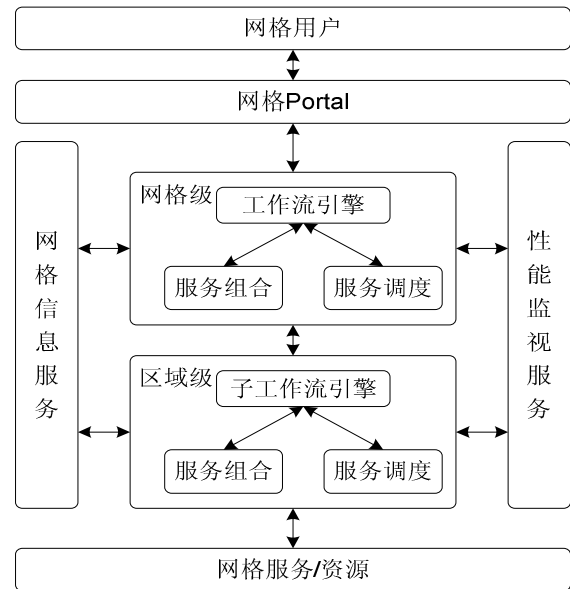 网格用户
网格Portal
网格信息服务
网格级
工作流引擎
服务组合
服务调度
区域级
子工作流引擎
服务组合
服务调度
性能监视服务
网格服务/资源